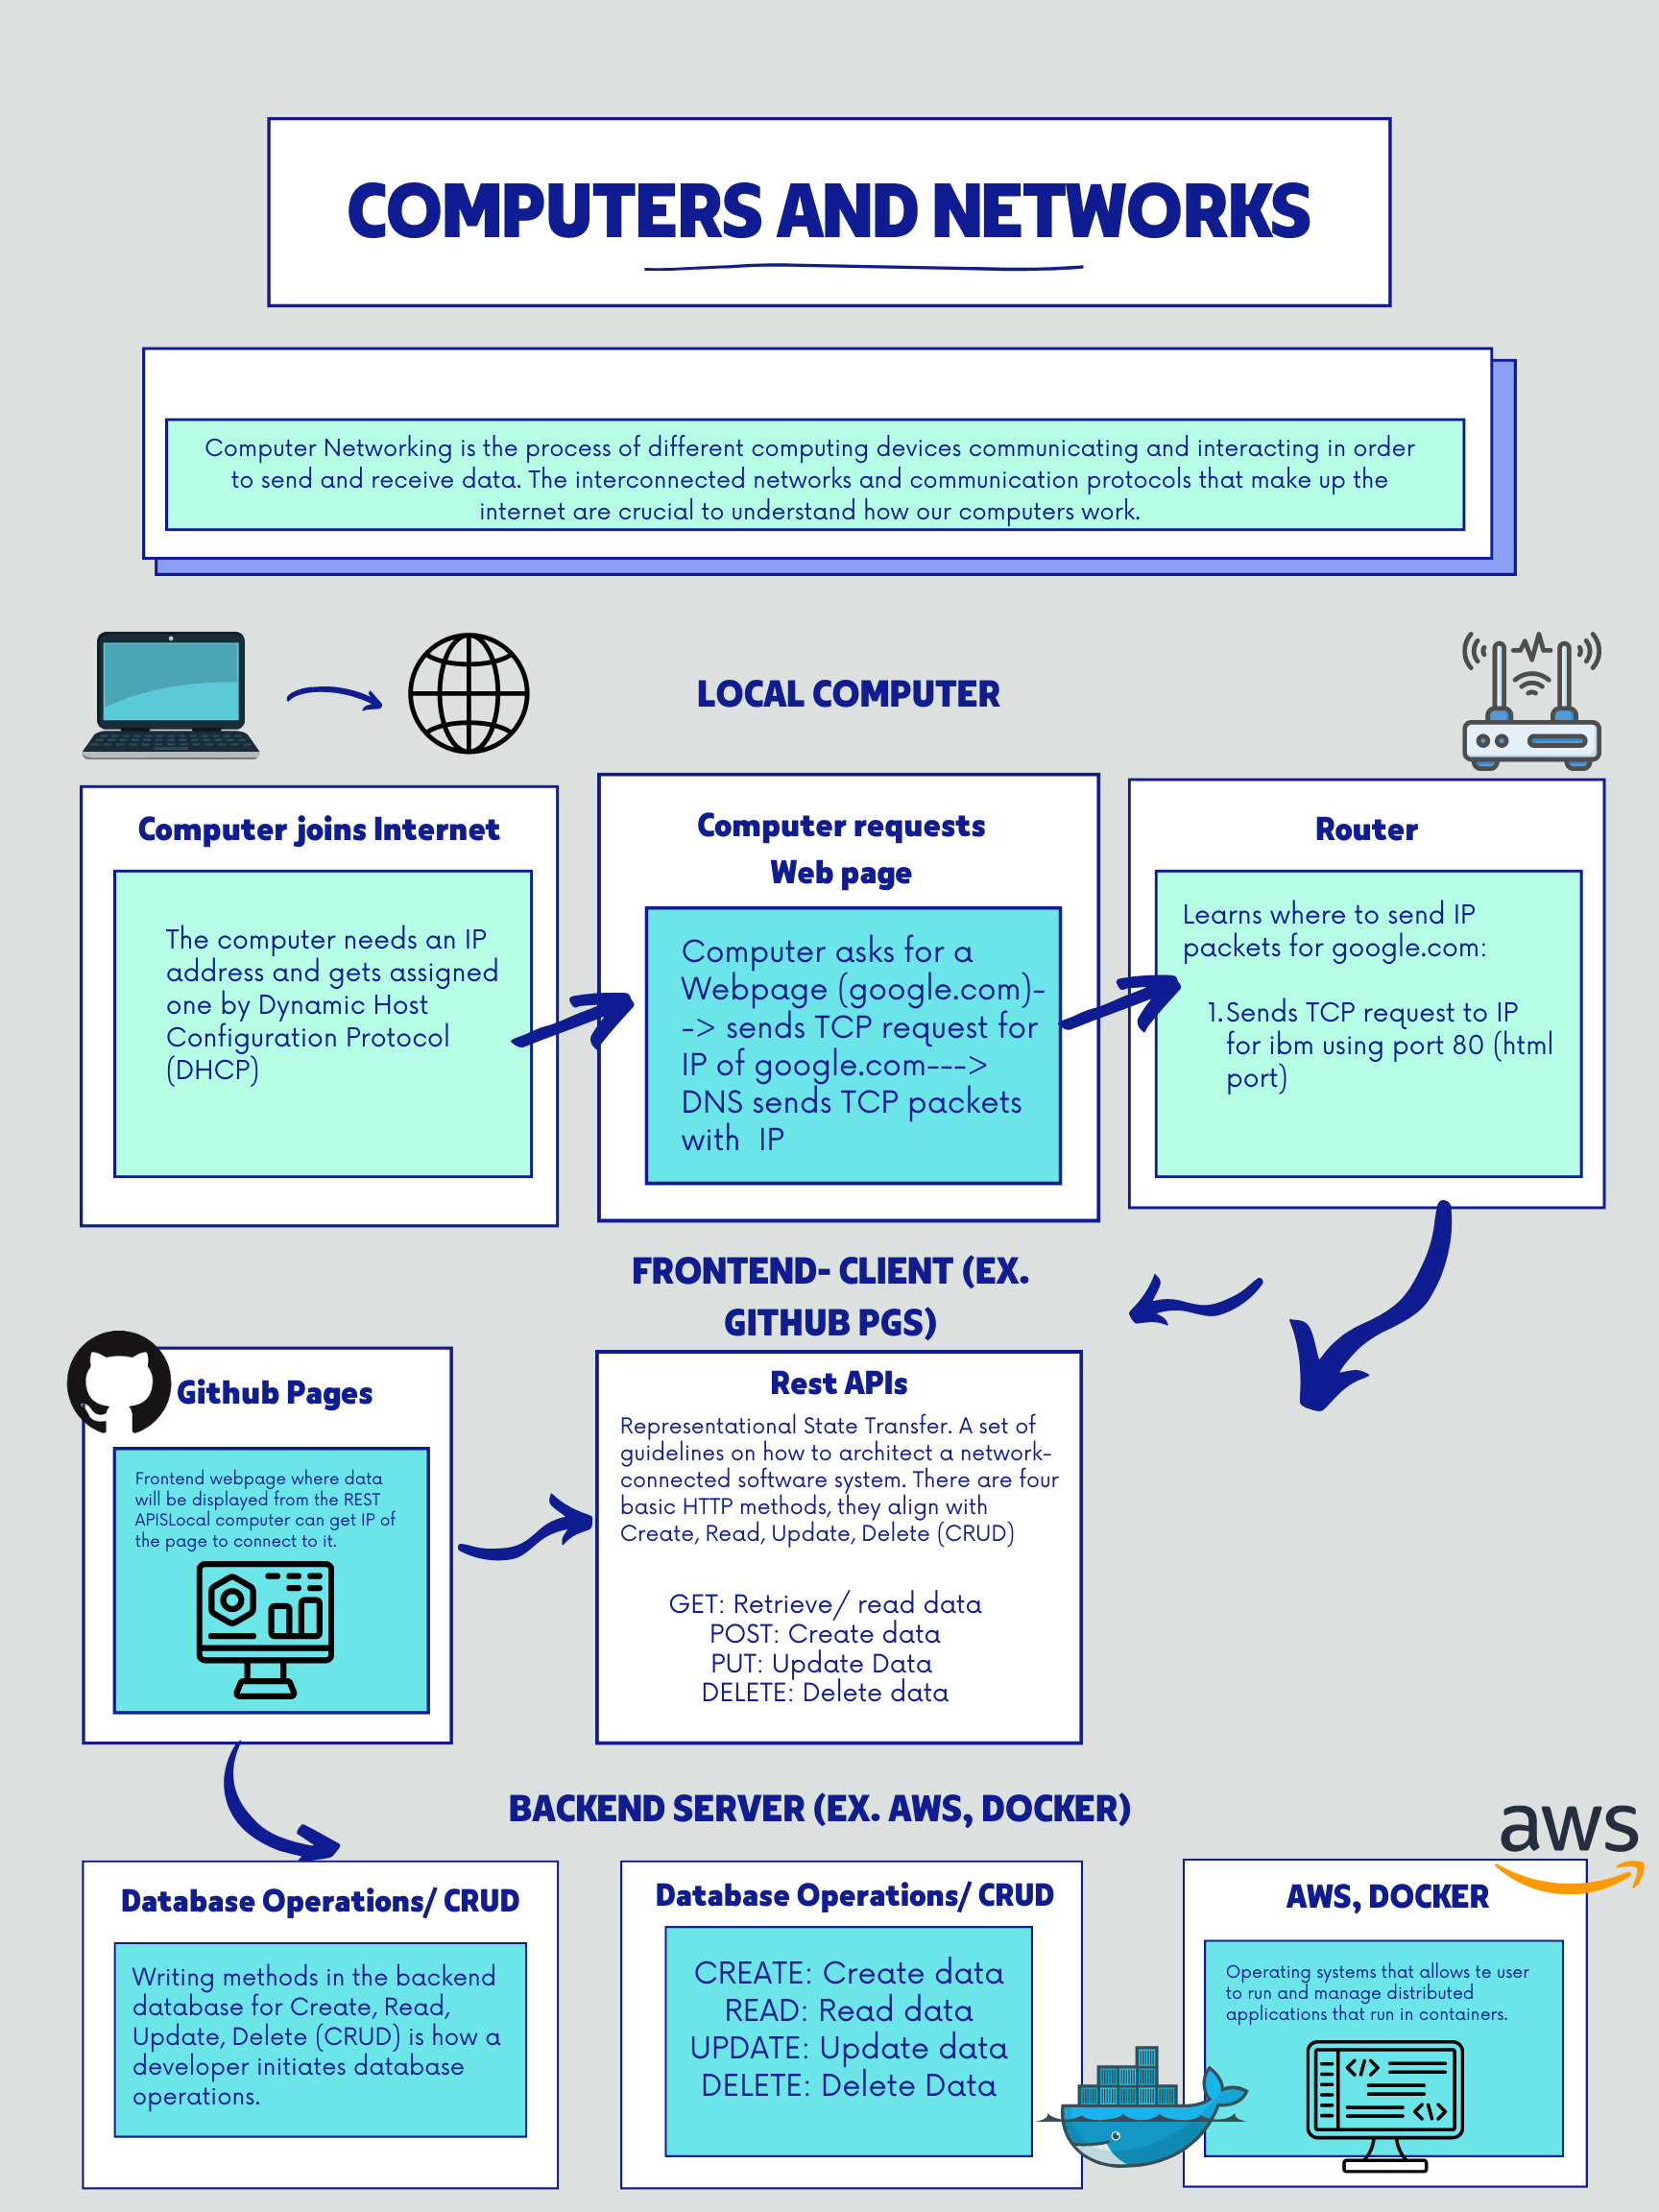 COMPUTERS AND NETWORKS
Computer Networking is the process of different computing devices communicating and interacting in order
to send and receive data. The interconnected networks and communication protocols that make up the
internet are crucial to understand how our computers work.
LOCAL COMPUTER
Computer joins Internet
The computer needs an IP
address and gets assigned
one by Dynamic Host
Configuration Protocol
(DHCP)
Computer requests
Web page
Computer asks for a
Webpage (google.com)-
-> sends TCP request for
IP of google.com--->
DNS sends TCP packets
with  IP
Router
Learns where to send IP
packets for google.com:
1. Sends TCP request to IP
for ibm using port 80 (html
port)
FRONTEND- CLIENT (EX.
GITHUB PGS)
Github Pages
Frontend webpage where data
will be displayed from the REST
APISLocal computer can get IP of
the page to connect to it.
Rest APIs
Representational State Transfer. A set of
guidelines on how to architect a network-
connected software system. There are four
basic HTTP methods, they align with
Create, Read, Update, Delete (CRUD)
GET: Retrieve/ read data
POST: Create data
PUT: Update Data
DELETE: Delete data
BACKEND SERVER (EX. AWS, DOCKER)
aws
Database Operations/ CRUD
Writing methods in the backend
database for Create, Read,
Update, Delete (CRUD) is how a
developer initiates database
operations.
Database Operations/ CRUD
CREATE: Create data
READ: Read data
UPDATE: Update data
DELETE: Delete Data
AWS, DOCKER
Operating systems that allows te user
to run and manage distributed
applications that run in containers.